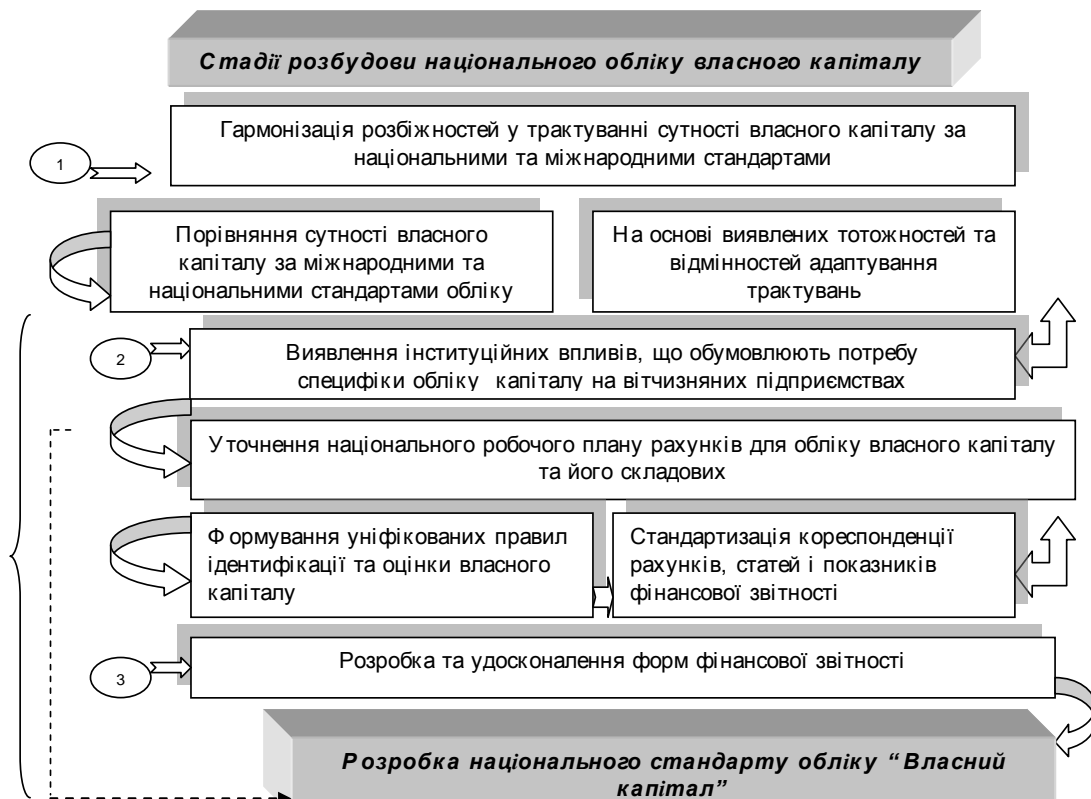 Стадії розбудови національного обліку власного капіталу
Гармонізація розбіжностей у трактуванні сутності власного капіталу за
національними та міжнародними стандартами
1
Порівняння сутності власного
капіталу за міжнародними та
національними стандартами обліку
На основі виявлених тотожностей та
відмінностей адаптування
трактувань
2
Виявлення інституційних впливів, що обумовлюють потребу
специфіки обліку капіталу на вітчизняних підприємствах
Уточнення національного робочого плану рахунків для обліку власного капіталу
та його складових
Формування уніфікованих правил
ідентифікації та оцінки власного
капіталу
Стандартизація кореспонденції
рахунків, статей і показників
фінансової звітності
3
Розробка та удосконалення форм фінансової звітності
Розробка національного стандарту обліку “Власний
капітал”